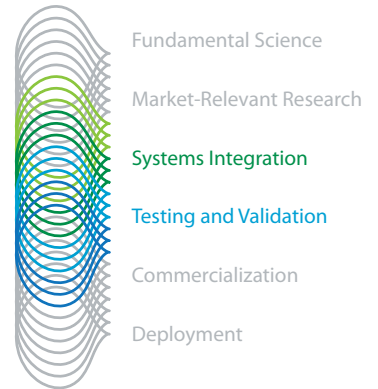 Fundamental Science
Market-Relevant Research
Systems Integration
Testing and Validation
Commercialization
Deployment